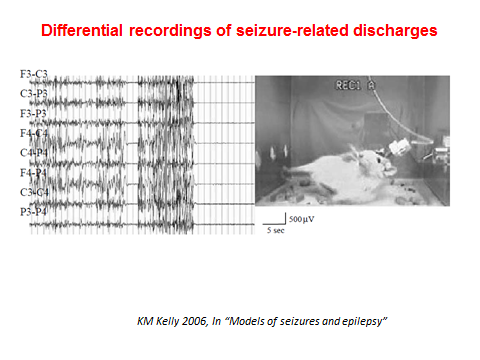 Differential recordings of seizure-related discharges
F3-C3
C3-P3
F3-P3
F4-C4
C4-P4
F4-P4
C3-C4
P3-P4
REC1 A
500µV
5 sec
KM Kelly 2006, In “Models of seizures and epilepsy”